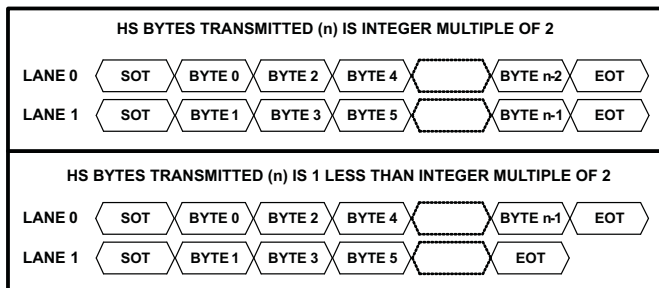 HS BYTES TRANSMITTED (n) IS INTEGER MULTIPLE OF 2
LANE 0 SOT BYTE 0 BYTE 2 BYTE 4 BYTE n-2 EOT
LANE 1 SOT BYTE 1 BYTE 3 BYTE 5 BYTE n-1 EOT
HS BYTES TRANSMITTED (n) IS 1 LESS THAN INTEGER MULTIPLE OF 2
LANE 0 SOT BYTE 0 BYTE 2 BYTE 4 BYTE n-1 EOT
LANE 1 SOT BYTE 1 BYTE 3 BYTE 5 EOT